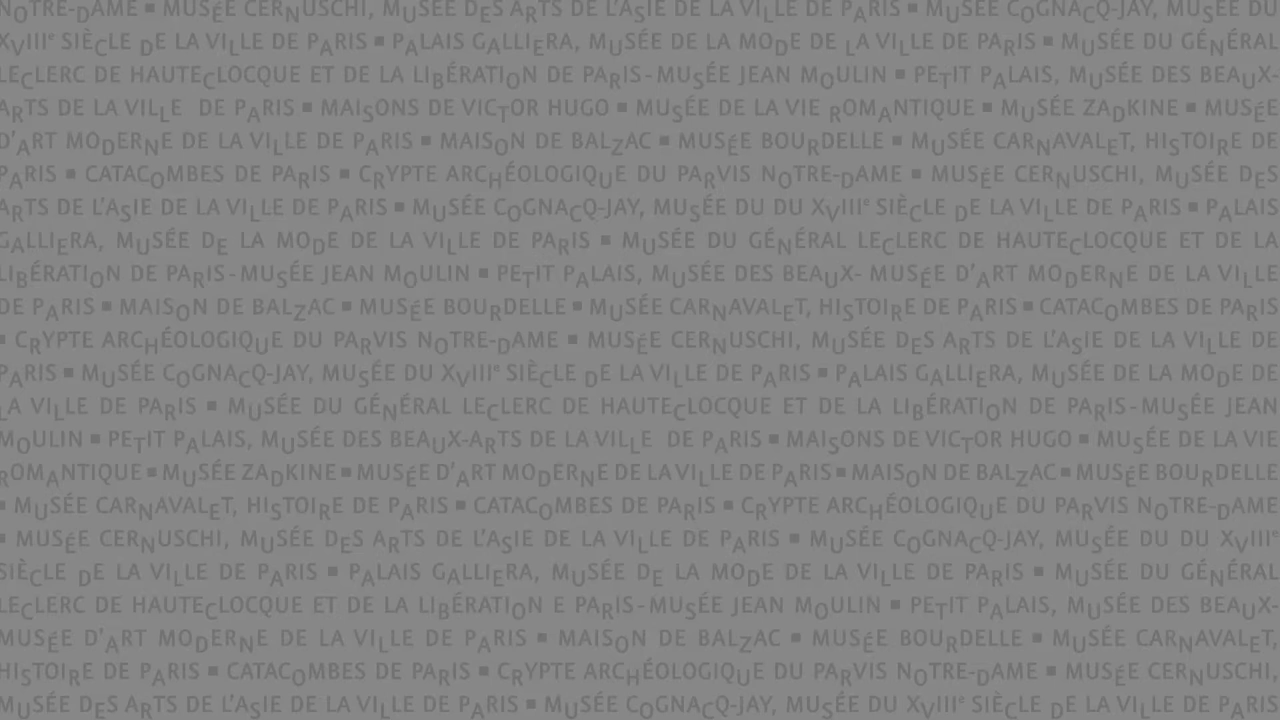 NOTRE-DAME ■ MUSÉE CERNUSCHI, MUSÉE DES ARTS DE L'ASIE DE LA VILLE DE PARIS ■ MUSÉE COGNACQ-JAY, MUSÉE DU
XVIIIe SIÈCLE DE LA VILLE DE PARIS ■ PALAIS GALLIERA, MUSÉE DE LA MODE DE LA VILLE DE PARIS ■ MUSÉE DU GÉNÉRAL
LECLERC DE HAUTECLOCQUE ET DE LA LIBÉRATION DE PARIS-MUSÉE JEAN MOULIN ■ PETIT PALAIS, MUSÉE DES BEAUX-
ARTS DE LA VILLE DE PARIS ■ MAISONS DE VICTOR HUGO ■ MUSÉE DE LA VIE ROMANTIQUE ■ MUSÉE ZADKINE ■ MUSÉE
D'ART MODERNE DE LA VILLE DE PARIS ■ MAISON DE BALZAC ■ MUSÉE BOURDELLE ■ MUSÉE CARNAVALET, HISTOIRE DE
PARIS ■ CATACOMBES DE PARIS ■ CRYPTE ARCHÉOLOGIQUE DU PARVIS NOTRE-DAME ■ MUSÉE CERNUSCHI, MUSÉE DES
ARTS DE L'ASIE DE LA VILLE DE PARIS ■ MUSÉE COGNACQ-JAY, MUSÉE DU DU XVIIIe SIÈCLE DE LA VILLE DE PARIS ■ PALAIS
GALLIERA, MUSÉE DE LA MODE DE LA VILLE DE PARIS ■ MUSÉE DU GÉNÉRAL LECLERC DE HAUTECLOCQUE ET DE LA
LIBÉRATION DE PARIS-MUSÉE JEAN MOULIN ■ PETIT PALAIS, MUSÉE DES BEAUX- MUSÉE D'ART MODERNE DE LA VILLE
DE PARIS ■ MAISON DE BALZAC ■ MUSÉE BOURDELLE ■ MUSÉE CARNAVALET, HISTOIRE DE PARIS ■ CATACOMBES DE PARIS
■ CRYPTE ARCHÉOLOGIQUE DU PARVIS NOTRE-DAME ■ MUSÉE CERNUSCHI, MUSÉE DES ARTS DE L'ASIE DE LA VILLE DE
PARIS ■ MUSÉE COGNACQ-JAY, MUSÉE DU XVIIIe SIÈCLE DE LA VILLE DE PARIS ■ PALAIS GALLIERA, MUSÉE DE LA MODE DE
LA VILLE DE PARIS ■ MUSÉE DU GÉNÉRAL LECLERC DE HAUTECLOCQUE ET DE LA LIBÉRATION DE PARIS-MUSÉE JEAN
MOULIN ■ PETIT PALAIS, MUSÉE DES BEAUX-ARTS DE LA VILLE DE PARIS ■ MAISONS DE VICTOR HUGO ■ MUSÉE DE LA VIE
ROMANTIQUE ■ MUSÉE ZADKINE ■ MUSÉE D'ART MODERNE DE LA VILLE DE PARIS ■ MAISON DE BALZAC ■ MUSÉE BOURDELLE
■ MUSÉE CARNAVALET, HISTOIRE DE PARIS ■ CATACOMBES DE PARIS ■ CRYPTE ARCHÉOLOGIQUE DU PARVIS NOTRE-DAME
■ MUSÉE CERNUSCHI, MUSÉE DES ARTS DE L'ASIE DE LA VILLE DE PARIS ■ MUSÉE COGNACQ-JAY, MUSÉE DU DU XVIIIe
SIÈCLE DE LA VILLE DE PARIS ■ PALAIS GALLIERA, MUSÉE DE LA MODE DE LA VILLE DE PARIS ■ MUSÉE DU GÉNÉRAL
LECLERC DE HAUTECLOCQUE ET DE LA LIBÉRATION E PARIS-MUSÉE JEAN MOULIN ■ PETIT PALAIS, MUSÉE DES BEAUX-
MUSÉE D'ART MODERNE DE LA VILLE DE PARIS ■ MAISON DE BALZAC ■ MUSÉE BOURDELLE ■ MUSÉE CARNAVALET,
HISTOIRE DE PARIS ■ CATACOMBES DE PARIS ■ CRYPTE ARCHÉOLOGIQUE DU PARVIS NOTRE-DAME ■ MUSÉE CERNUSCHI,
MUSÉE DES ARTS DE L'ASIE DE LA VILLE DE PARIS ■ MUSÉE COGNACQ-JAY, MUSÉE DU XVIIIe SIÈCLE DE LA VILLE DE PARIS